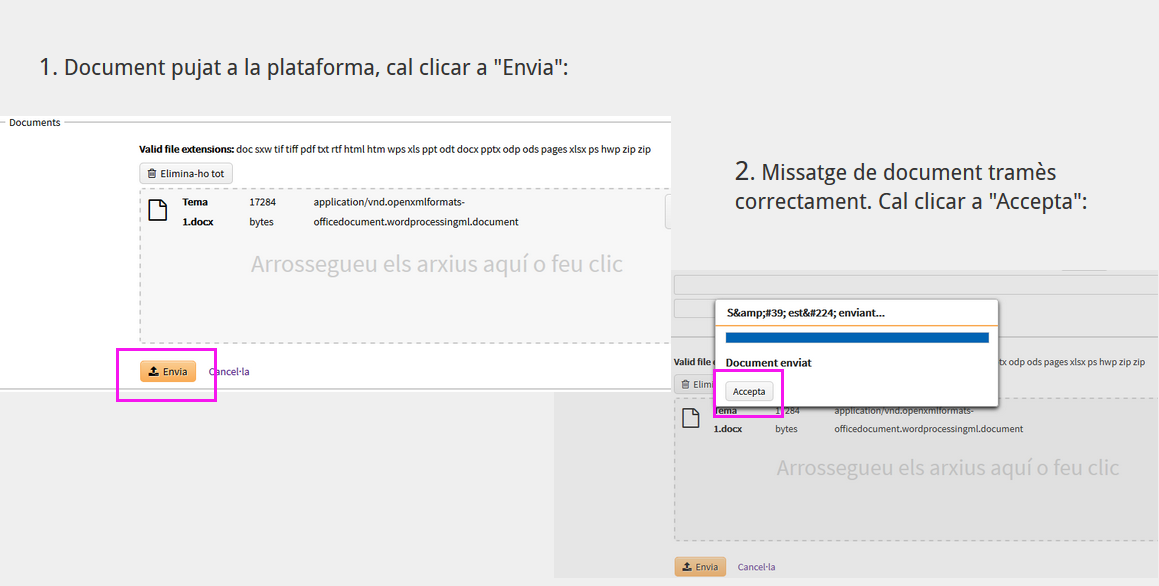 1. Document pujat a la plataforma, cal clicar a "Envia":
Documents
Valid file extensions: doc sxw tif tiff pdf txt rtf html htm wps xls ppt odt docx pptx odp ods pages xlsx ps hwp zip zip
Elimina-ho tot
Tema 17284 application/vnd.openxmlformats-
1.docx bytes officedocument.wordprocessingml.document
Arrossegueu els arxius aquí o feu clic
Envia Cancel·la
2. Missatge de document tramès
correctament. Cal clicar a "Accepta":
S&amp;#39; est&#224; enviant...
Document enviat
Accepta
Valid file odp ods pages xlsx ps hwp zip zip
Tema 17284 application/vnd.openxmlformats-
1.docx bytes officedocument.wordprocessingml.document
Arrossegueu els arxius aquí o feu clic
Envia Cancel·la